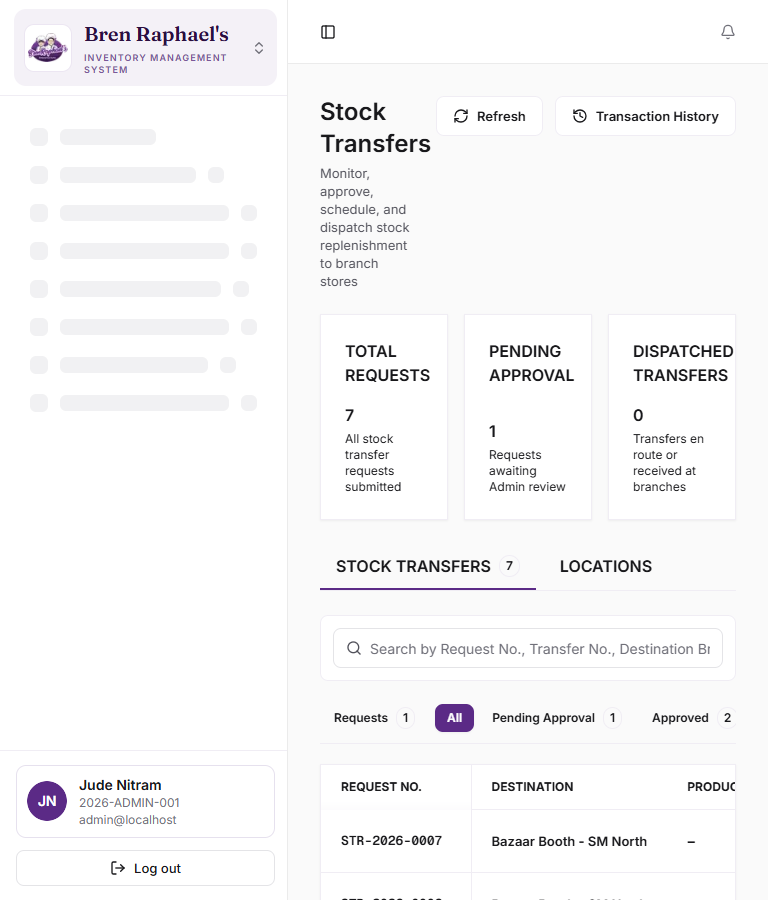 Bren Raphael's
INVENTORY MANAGEMENT
SYSTEM
JN
Jude Nitram
2026-ADMIN-001
admin@localhost
Log out
Stock
Transfers
Monitor,
approve,
schedule, and
dispatch stock
replenishment
to branch
stores
Refresh
Transaction History
TOTAL
REQUESTS
7
All stock
transfer
requests
submitted
PENDING
APPROVAL
1
Requests
awaiting
Admin review
DISPATCHED
TRANSFERS
0
Transfers en
route or
received at
branches
STOCK TRANSFERS 7 LOCATIONS
Search by Request No., Transfer No., Destination Br
Requests 1 All Pending Approval 1 Approved 2
REQUEST NO. DESTINATION PRODUC
STR-2026-0007 Bazaar Booth - SM North –